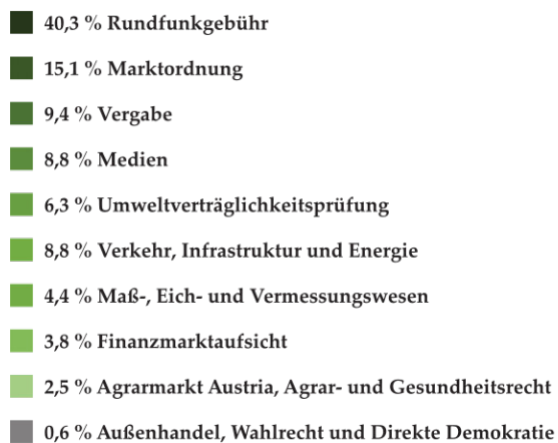 40,3 % Rundfunkgebühr
15,1 % Marktordnung
9,4 % Vergabe
8,8 % Medien
6,3 % Umweltverträglichkeitsprüfung
8,8 % Verkehr, Infrastruktur und Energie
4,4 % Maß-, Eich- und Vermessungswesen
3,8 % Finanzmarktaufsicht
2,5 % Agrarmarkt Austria, Agrar- und Gesundheitsrecht
0,6 % Außenhandel, Wahlrecht und Direkte Demokratie